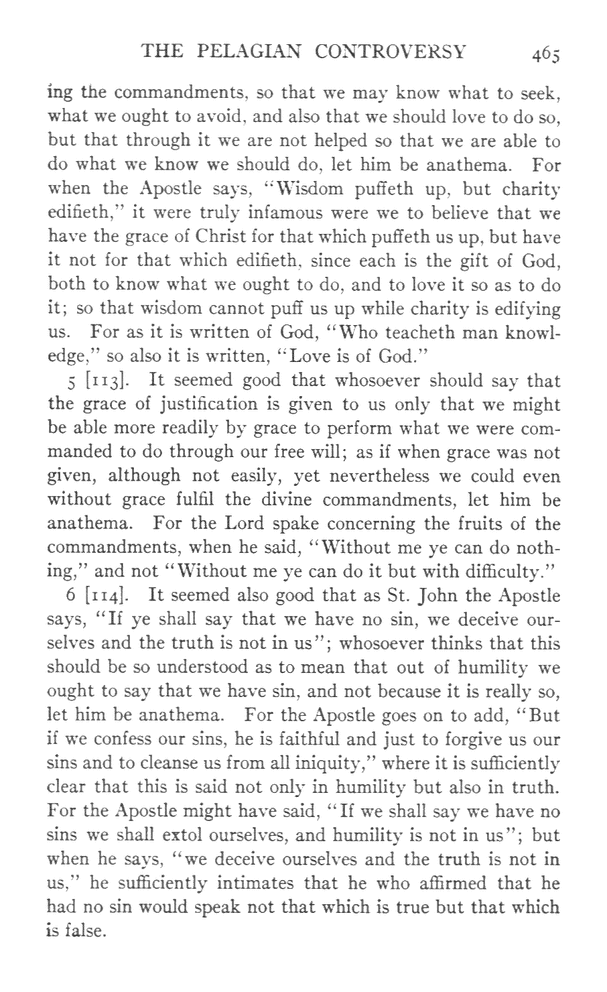 THE PELAGIAN CONTROVERSY 465
ing the commandments, so that we may know what to seek,
what we ought to avoid, and also that we should love to do so,
but that through it we are not helped so that we are able to
do what we know we should do, let him be anathema. For
when the Apostle says, “Wisdom puffeth up, but charity
edifieth,” it were truly infamous were we to believe that we
have the grace of Christ for that which puffeth us up, but have
it not for that which edifieth, since each is the gift of God,
both to know what we ought to do, and to love it so as to do
it; so that wisdom cannot puff us up while charity is edifying
us. For as it is written of God, “Who teacheth man knowl-
edge,” so also it is written, “Love is of God.”
5 [113]. It seemed good that whosoever should say that
the grace of justification is given to us only that we might
be able more readily by grace to perform what we were com-
manded to do through our free will; as if when grace was not
given, although not easily, yet nevertheless we could even
without grace fulfil the divine commandments, let him be
anathema. For the Lord spake concerning the fruits of the
commandments, when he said, “Without me ye can do noth-
ing,” and not “Without me ye can do it but with difficulty.”
6 [114]. It seemed also good that as St. John the Apostle
says, “If ye shall say that we have no sin, we deceive our-
selves and the truth is not in us”; whosoever thinks that this
should be so understood as to mean that out of humility we
ought to say that we have sin, and not because it is really so,
let him be anathema. For the Apostle goes on to add, “But
if we confess our sins, he is faithful and just to forgive us our
sins and to cleanse us from all iniquity,” where it is sufficiently
clear that this is said not only in humility but also in truth.
For the Apostle might have said, “If we shall say we have no
sins we shall extol ourselves, and humility is not in us”; but
when he says, “we deceive ourselves and the truth is not in
us,” he sufficiently intimates that he who affirmed that he
had no sin would speak not that which is true but that which
is false.